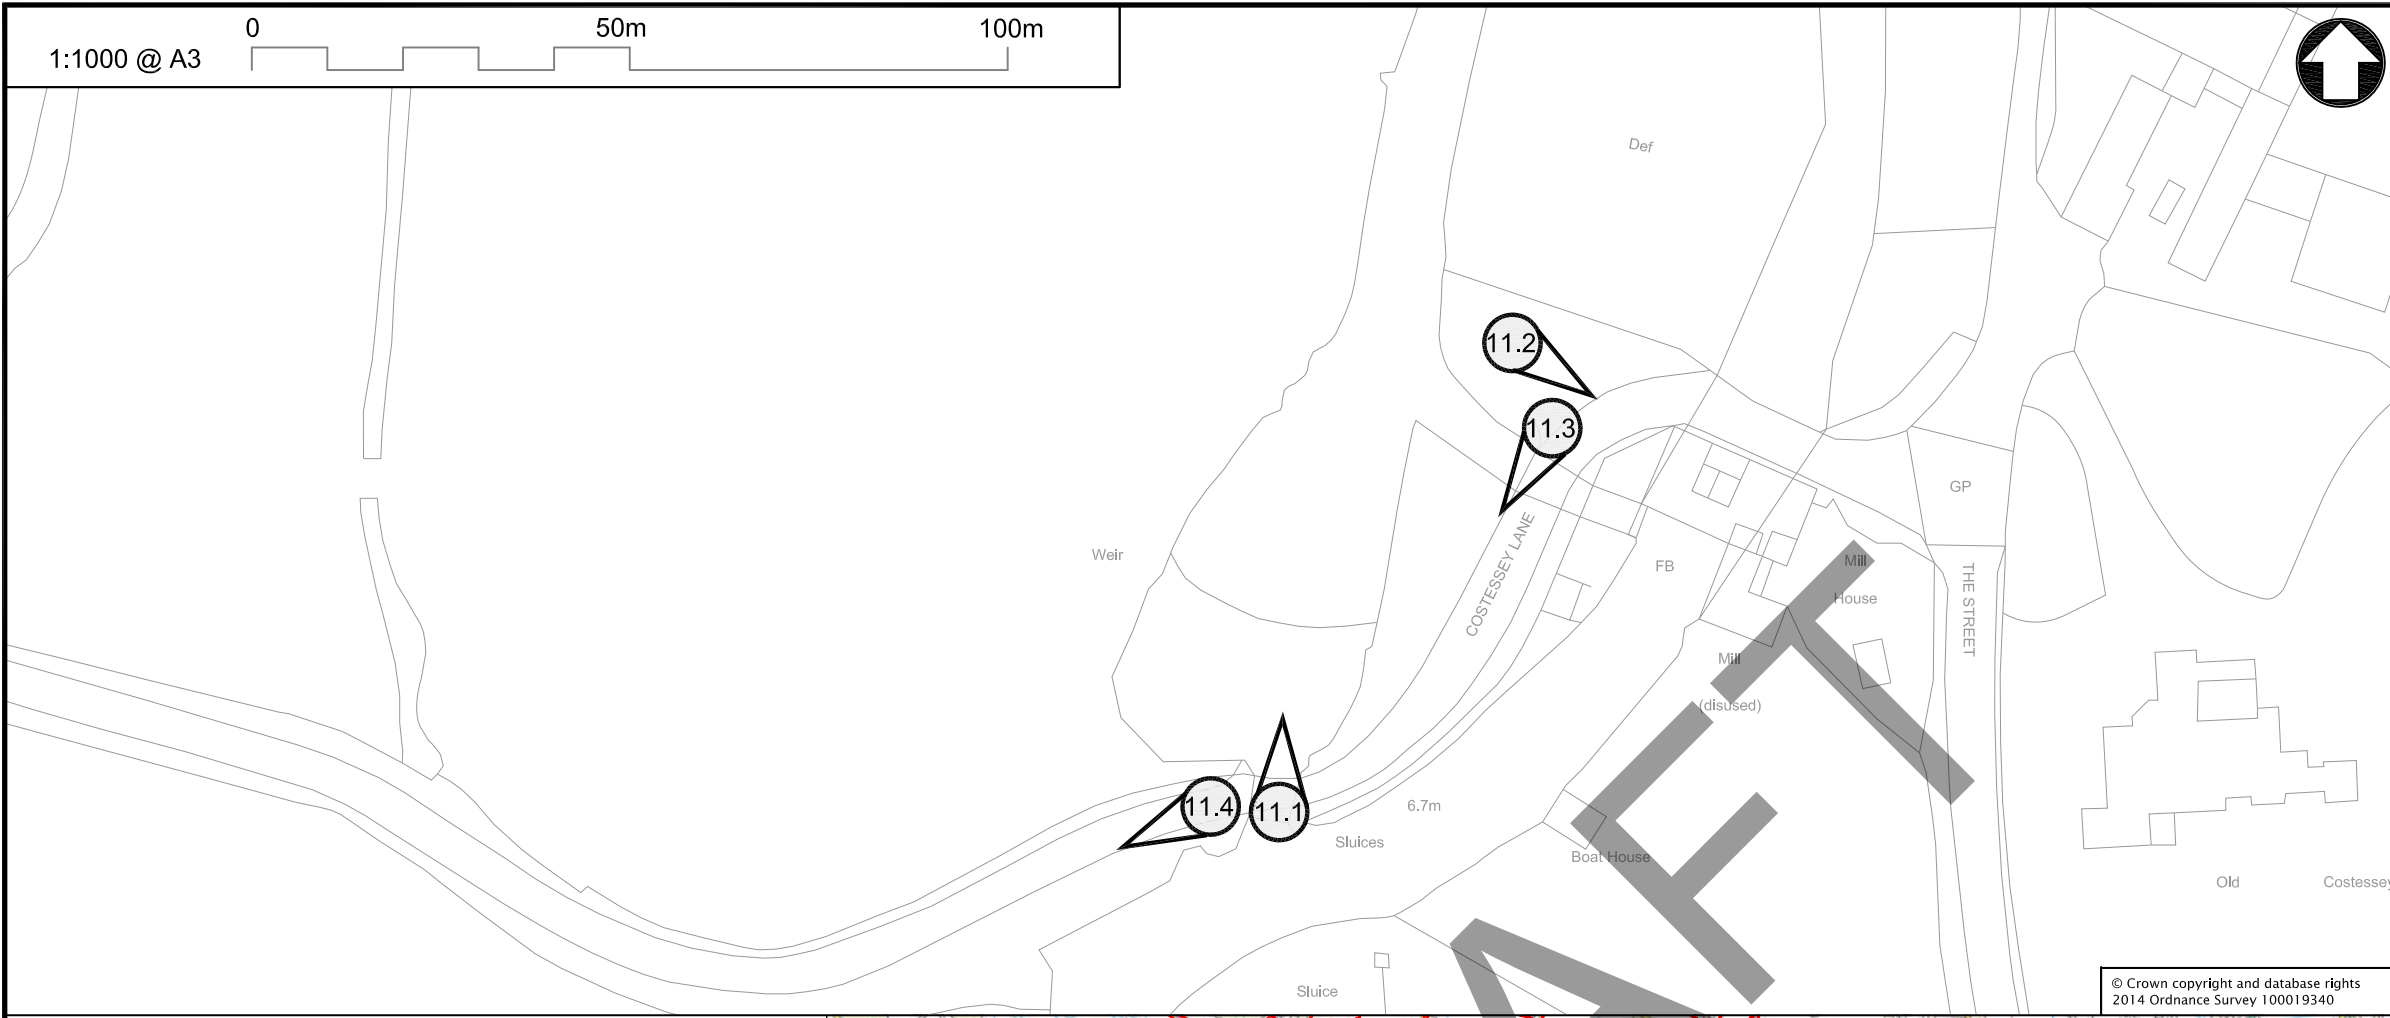 0 50m 100m
1:1000 @ A3
Def
11.2
11.3
GP
COSTESSEY LANE
Weir
FB
Mill
House
THE STREET
Mill
(disused)
11.4
11.1
6.7m
Sluices
Boat House
Old Costessey
Sluice
© Crown copyright and database rights
2014 Ordnance Survey 100019340